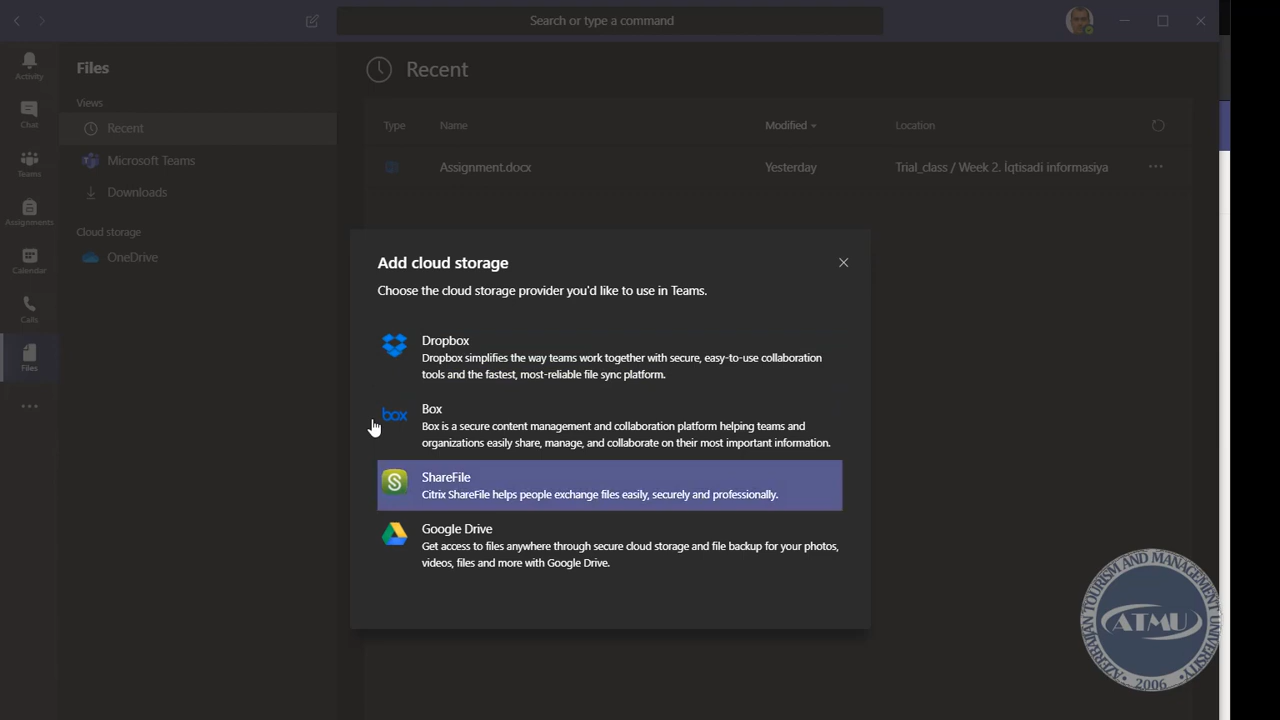 Search or type a command
Activity
Chat
Teams
Assignments
Calendar
Calls
Files
Files
Views
Recent
Microsoft Teams
Downloads
Cloud storage
OneDrive
Recent
Type Name Modified Location
Assignment.docx Yesterday Trial_class / Week 2. İqtisadi informasiya
Add cloud storage
Choose the cloud storage provider you'd like to use in Teams.
Dropbox
Dropbox simplifies the way teams work together with secure, easy-to-use collaboration
tools and the fastest, most-reliable file sync platform.
box
Box
Box is a secure content management and collaboration platform helping teams and
organizations easily share, manage, and collaborate on their most important information.
S
ShareFile
Citrix ShareFile helps people exchange files easily, securely and professionally.
Google Drive
Get access to files anywhere through secure cloud storage and file backup for your photos,
videos, files and more with Google Drive.
AZERBAIJAN TOURISM AND MANAGEMENT UNIVERSITY
ATMU
2006